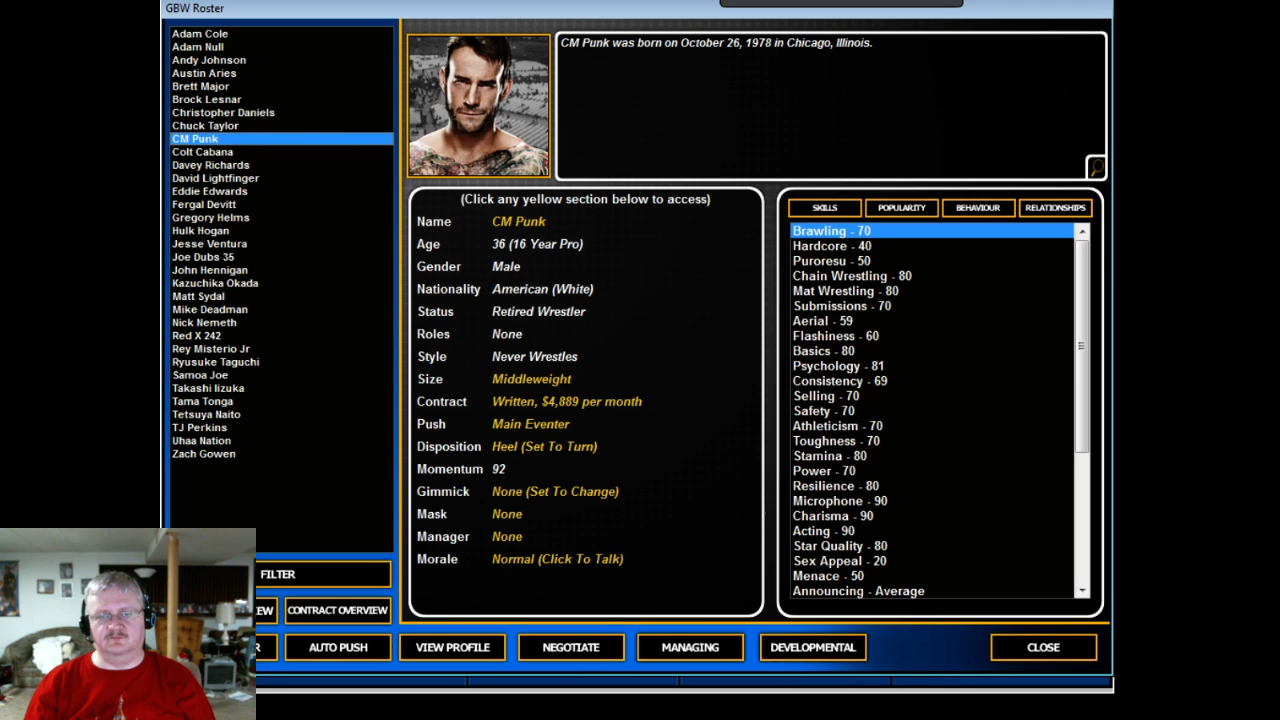 GBW Roster
Adam Cole
Adam Null
Andy Johnson
Austin Aries
Brett Major
Brock Lesnar
Christopher Daniels
Chuck Taylor
CM Punk
Colt Cabana
Davey Richards
David Lightfinger
Eddie Edwards
Fergal Devitt
Gregory Helms
Hulk Hogan
Jesse Ventura
Joe Dubs 35
John Hennigan
Kazuchika Okada
Matt Sydal
Mike Deadman
Nick Nemeth
Red X 242
Rey Misterio Jr
Ryusuke Taguchi
Samoa Joe
Takashi Iizuka
Tama Tonga
Tetsuya Naito
TJ Perkins
Uhaa Nation
Zach Gowen
CM Punk was born on October 26, 1978 in Chicago, Illinois.
(Click any yellow section below to access)
Name CM Punk
Age 36 (16 Year Pro)
Gender Male
Nationality American (White)
Status Retired Wrestler
Roles None
Style Never Wrestles
Size Middleweight
Contract Written, $4,889 per month
Push Main Eventer
Disposition Heel (Set To Turn)
Momentum 92
Gimmick None (Set To Change)
Mask None
Manager None
Morale Normal (Click To Talk)
SKILLS POPULARITY BEHAVIOUR RELATIONSHIPS
Brawling - 70
Hardcore - 40
Puroresu - 50
Chain Wrestling - 80
Mat Wrestling - 80
Submissions - 70
Aerial - 59
Flashiness - 60
Basics - 80
Psychology - 81
Consistency - 69
Selling - 70
Safety - 70
Athleticism - 70
Toughness - 70
Stamina - 80
Power - 70
Resilience - 80
Microphone - 90
Charisma - 90
Acting - 90
Star Quality - 80
Sex Appeal - 20
Menace - 50
Announcing - Average
FILTER
EW CONTRACT OVERVIEW
R AUTO PUSH VIEW PROFILE NEGOTIATE MANAGING DEVELOPMENTAL CLOSE